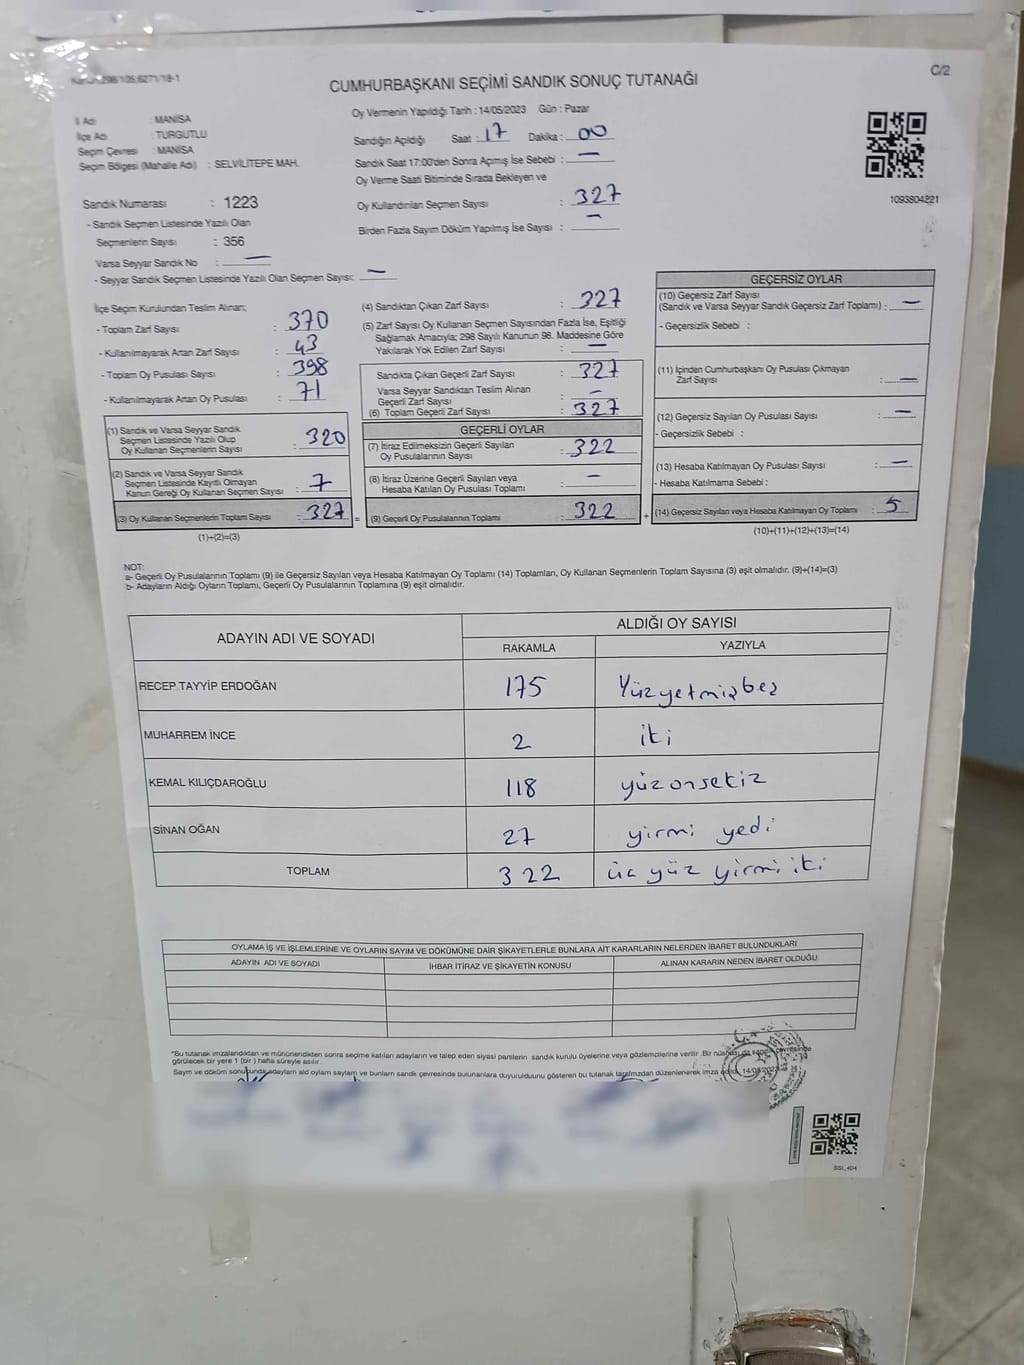 CUMHURBAŞKANI SEÇİMİ SANDIK SONUÇ TUTANAĞI
C/2
İl Adı : MANİSA
İlçe Adı : TURGUTLU
Seçim Çevresi : MANİSA
Seçim Bölgesi (Mahalle Adı) : SELVİLİTEPE MAH.
Sandık Numarası : 1223
- Sandık Seçmen Listesinde Yazılı Olan
Seçmenlerin Sayısı : 356
Varsa Seyyar Sandık No : —
- Seyyar Sandık Seçmen Listesinde Yazılı Olan Seçmen Sayısı: —
Oy Vermenin Yapıldığı Tarih : 14/05/2023 Gün : Pazar
Sandığın Açıldığı Saat : 17 Dakika : 00
Sandık Saat 17:00'den Sonra Açımış İse Sebebi : —
Oy Verme Saati Bitiminde Sırada Bekleyen ve
Oy Kullandırılan Seçmen Sayısı : 327
Birden Fazla Sayım Döküm Yapılmış İse Sayısı : —
1093804221
İlçe Seçim Kurulundan Teslim Alınan;
- Toplam Zarf Sayısı : 370
- Kullanılmayarak Artan Zarf Sayısı : 43
- Toplam Oy Pusulası Sayısı : 398
- Kullanılmayarak Artan Oy Pusulası : 71
(1) Sandık ve Varsa Seyyar Sandık
Seçmen Listesinde Yazılı Olup
Oy Kullanan Seçmenlerin Sayısı : 320
(2) Sandık ve Varsa Seyyar Sandık
Seçmen Listesinde Kayıtlı Olmayan
Kanun Gereği Oy Kullanan Seçmen Sayısı : 7
(3) Oy Kullanan Seçmenlerin Toplam Sayısı : 327 =
(1)+(2)=(3)
(4) Sandıktan Çıkan Zarf Sayısı : 327
(5) Zarf Sayısı Oy Kullanan Seçmen Sayısından Fazla İse, Eşitliği
Sağlamak Amacıyla; 298 Sayılı Kanunun 98. Maddesine Göre
Yakılarak Yok Edilen Zarf Sayısı : —
Sandıkta Çıkan Geçerli Zarf Sayısı : 327
Varsa Seyyar Sandıktan Teslim Alınan
Geçerli Zarf Sayısı : —
(6) Toplam Geçerli Zarf Sayısı : 327
GEÇERLİ OYLAR
(7) İtiraz Edilmeksizin Geçerli Sayılan
Oy Pusulalarının Sayısı : 322
(8) İtiraz Üzerine Geçerli Sayılan veya
Hesaba Katılan Oy Pusulası Toplamı : —
(9) Geçerli Oy Pusulalarının Toplamı : 322 +
GEÇERSİZ OYLAR
(10) Geçersiz Zarf Sayısı
(Sandık ve Varsa Seyyar Sandık Geçersiz Zarf Toplamı) : —
- Geçersizlik Sebebi :
(11) İçinden Cumhurbaşkanı Oy Pusulası Çıkmayan
Zarf Sayısı : —
(12) Geçersiz Sayılan Oy Pusulası Sayısı : —
- Geçersizlik Sebebi :
(13) Hesaba Katılmayan Oy Pusulası Sayısı : —
- Hesaba Katılmama Sebebi :
(14) Geçersiz Sayılan veya Hesaba Katılmayan Oy Toplamı : 5
(10)+(11)+(12)+(13)=(14)
NOT:
a- Geçerli Oy Pusulalarının Toplamı (9) ile Geçersiz Sayılan veya Hesaba Katılmayan Oy Toplamı (14) Toplamları, Oy Kullanan Seçmenlerin Toplam Sayısına (3) eşit olmalıdır. (9)+(14)=(3)
b- Adayların Aldığı Oyların Toplamı, Geçerli Oy Pusulalarının Toplamına (9) eşit olmalıdır.
ADAYIN ADI VE SOYADI
ALDIĞI OY SAYISI
RAKAMLA YAZIYLA
RECEP TAYYİP ERDOĞAN 175 Yüzyetmişbeş
MUHARREM İNCE 2 iki
KEMAL KILIÇDAROĞLU 118 yüzonsekiz
SİNAN OĞAN 27 yirmi yedi
TOPLAM 322 üç yüz yirmi iki
OYLAMA İŞ VE İŞLEMLERİNE VE OYLARIN SAYIM VE DÖKÜMÜNE DAİR ŞİKAYETLERLE BUNLARA AİT KARARLARIN NELERDEN İBARET BULUNDUKLARI
ADAYIN ADI VE SOYADI İHBAR İTİRAZ VE ŞİKAYETİN KONUSU ALINAN KARARIN NEDEN İBARET OLDUĞU
*Bu tutanak imzalandıktan ve mühürlendikten sonra seçime katılan adayların ve talep eden siyasi partilerin sandık kurulu üyelerine veya gözlemcilerine verilir. Bir nüshası da sandık çevresinde
görülecek bir yere 1 (bir) hafta süreyle asılır.
Sayım ve döküm sonuçunda adayların aldığı oyların sayılarını ve bunların sandık çevresinde bulunanlara duyurulduunu gösteren bu tutanak tarafımızdan düzenlenerek imza edildi. 14/05/2023
SSI_404